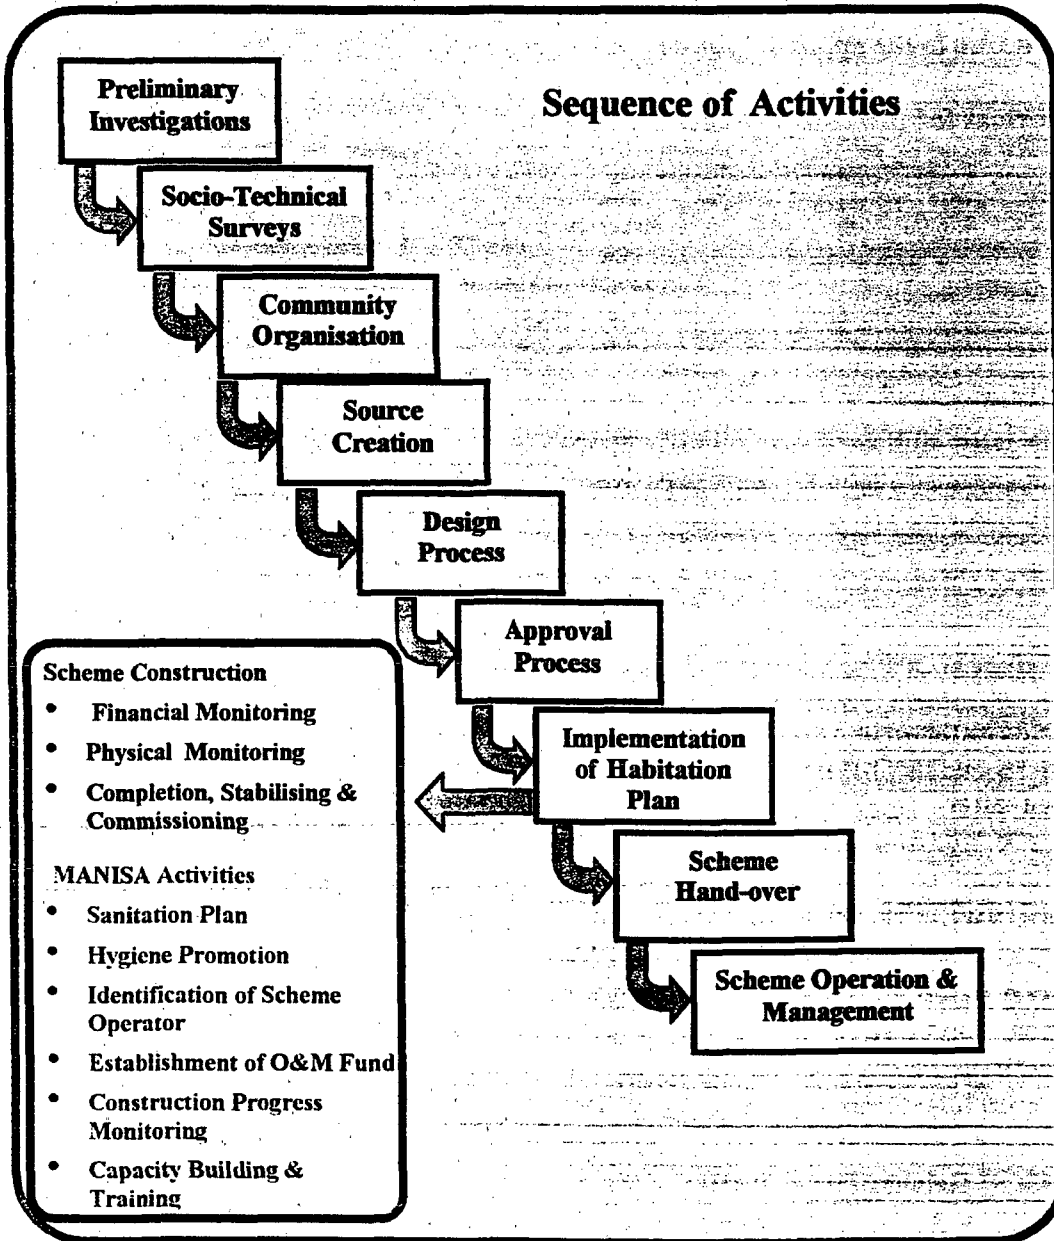 Sequence of Activities
Preliminary
Investigations
Socio-Technical
Surveys
Community
Organisation
Source
Creation
Design
Process
Approval
Process
Implementation
of Habitation
Plan
Scheme
Hand-over
Scheme Operation &
Management
Scheme Construction
• Financial Monitoring
• Physical Monitoring
• Completion, Stabilising &
Commissioning
MANISA Activities
• Sanitation Plan
• Hygiene Promotion
• Identification of Scheme
Operator
• Establishment of O&M Fund
• Construction Progress
Monitoring
• Capacity Building &
Training